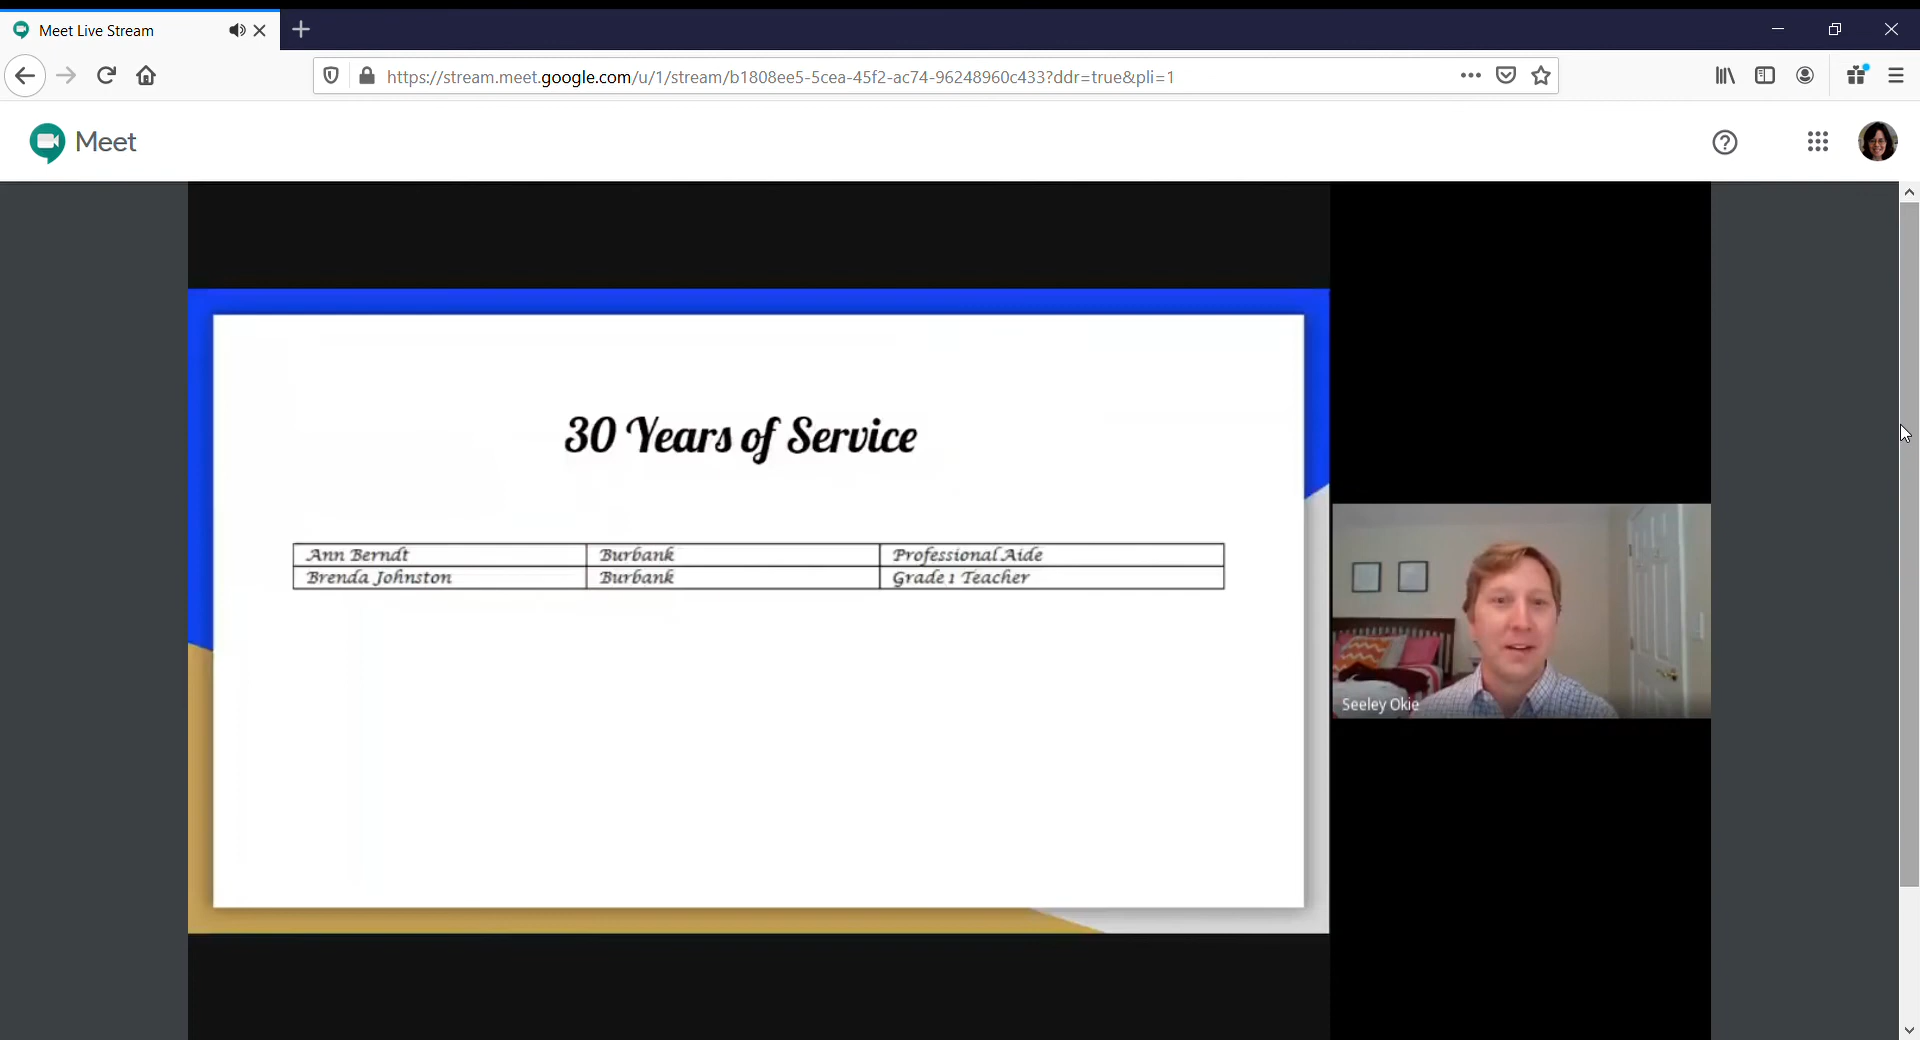 Meet Live Stream
https://stream.meet.google.com/u/1/stream/b1808ee5-5cea-45f2-ac74-96248960c433?ddr=true&pli=1
Meet
30 Years of Service
Ann Berndt Burbank Professional Aide
Brenda Johnston Burbank Grade 1 Teacher
Seeley Okie